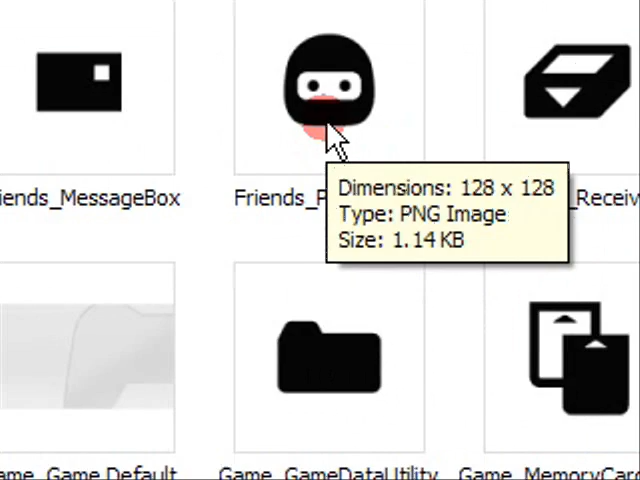 iends_MessageBox
Friends_P
_Receiv
Dimensions: 128 x 128
Type: PNG Image
Size: 1.14 KB
ame_Game.Default
Game_GameDataUtility
Game_MemoryCard